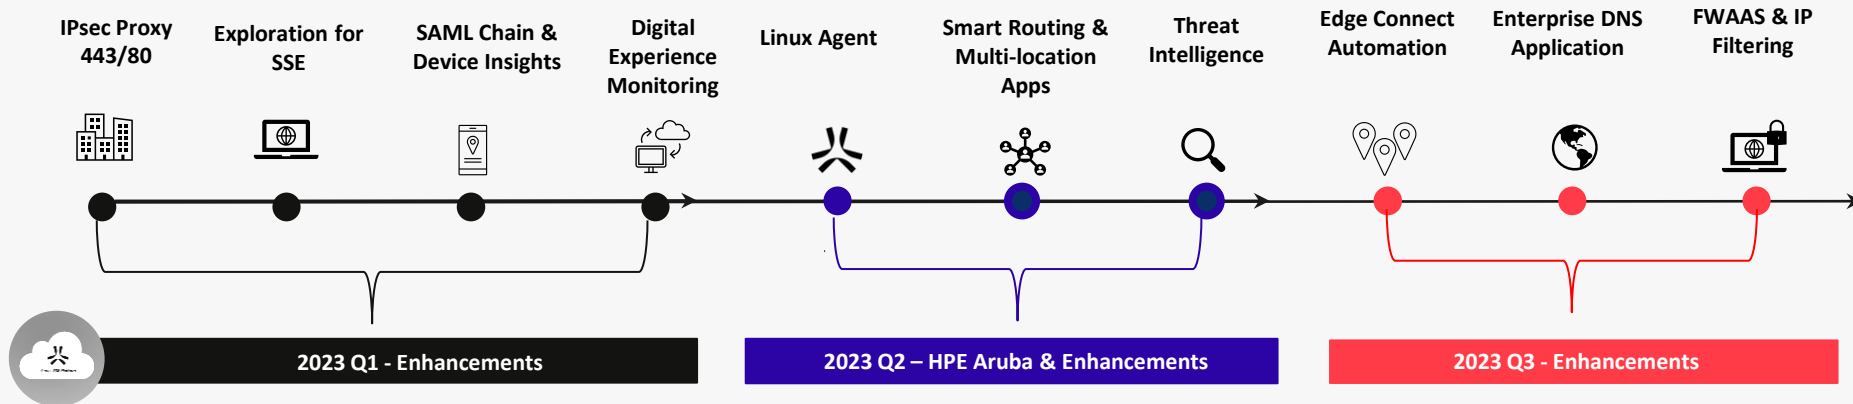 IPsec Proxy
443/80
Exploration for
SSE
SAML Chain &
Device Insights
Digital
Experience
Monitoring
Linux Agent
Smart Routing &
Multi-location
Apps
Threat
Intelligence
Edge Connect
Automation
Enterprise DNS
Application
FWAAS & IP
Filtering
2023 Q1 - Enhancements
2023 Q2 – HPE Aruba & Enhancements
2023 Q3 - Enhancements